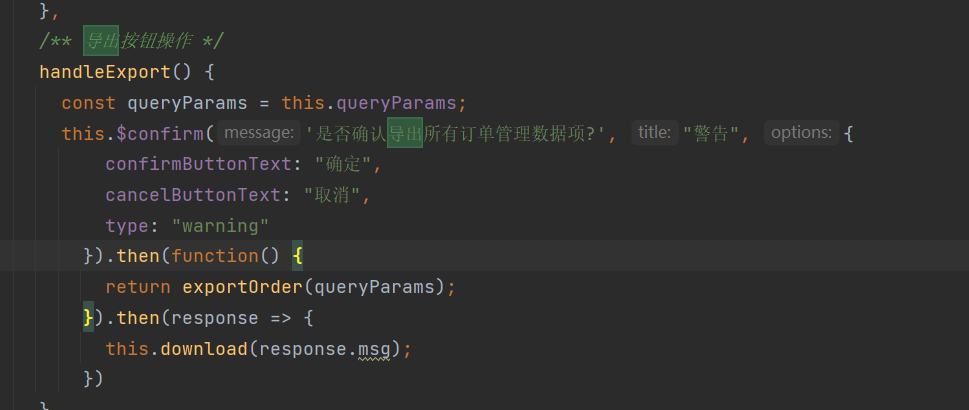 },
/** 导出按钮操作 */
handleExport() {
const queryParams = this.queryParams;
this.$confirm( message: '是否确认导出所有订单管理数据项?', title: "警告", options: {
confirmButtonText: "确定",
cancelButtonText: "取消",
type: "warning"
}).then(function() {
return exportOrder(queryParams);
}).then(response => {
this.download(response.msg);
})
}